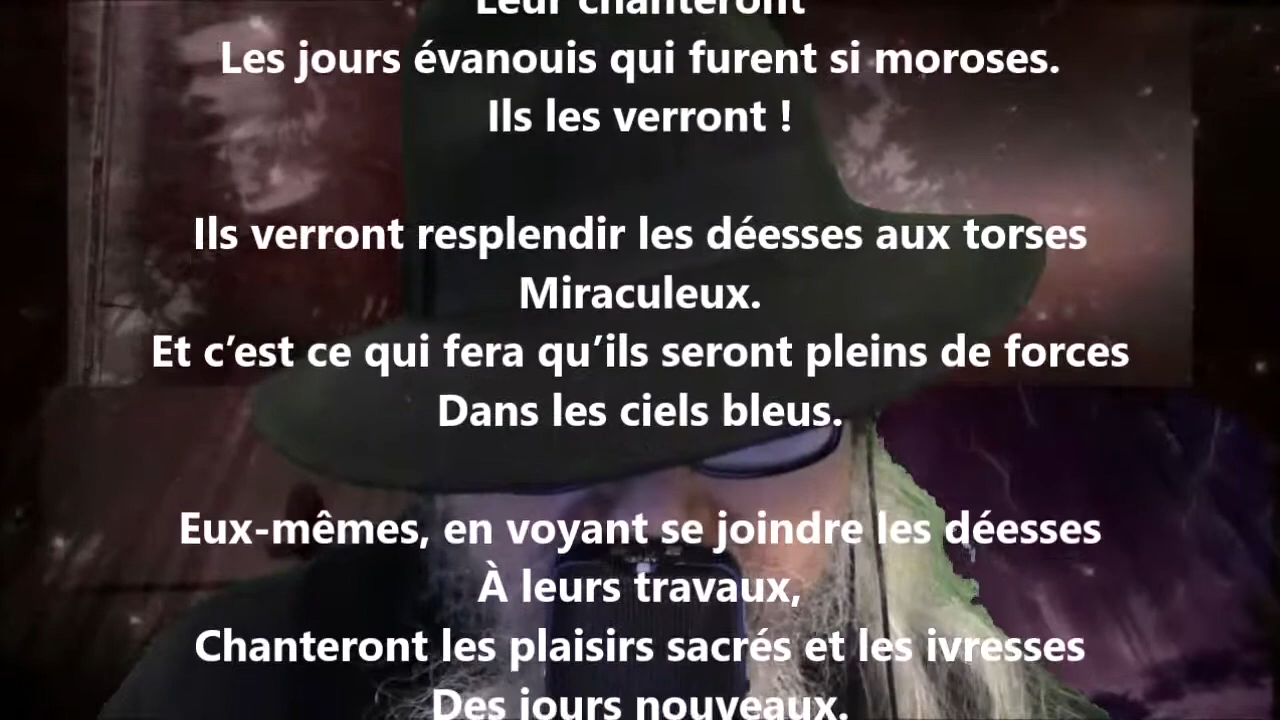 Leur chanteront
Les jours évanouis qui furent si moroses.
Ils les verront !
Ils verront resplendir les déesses aux torses
Miraculeux.
Et c’est ce qui fera qu’ils seront pleins de forces
Dans les ciels bleus.
Eux-mêmes, en voyant se joindre les déesses
À leurs travaux,
Chanteront les plaisirs sacrés et les ivresses
Des jours nouveaux.